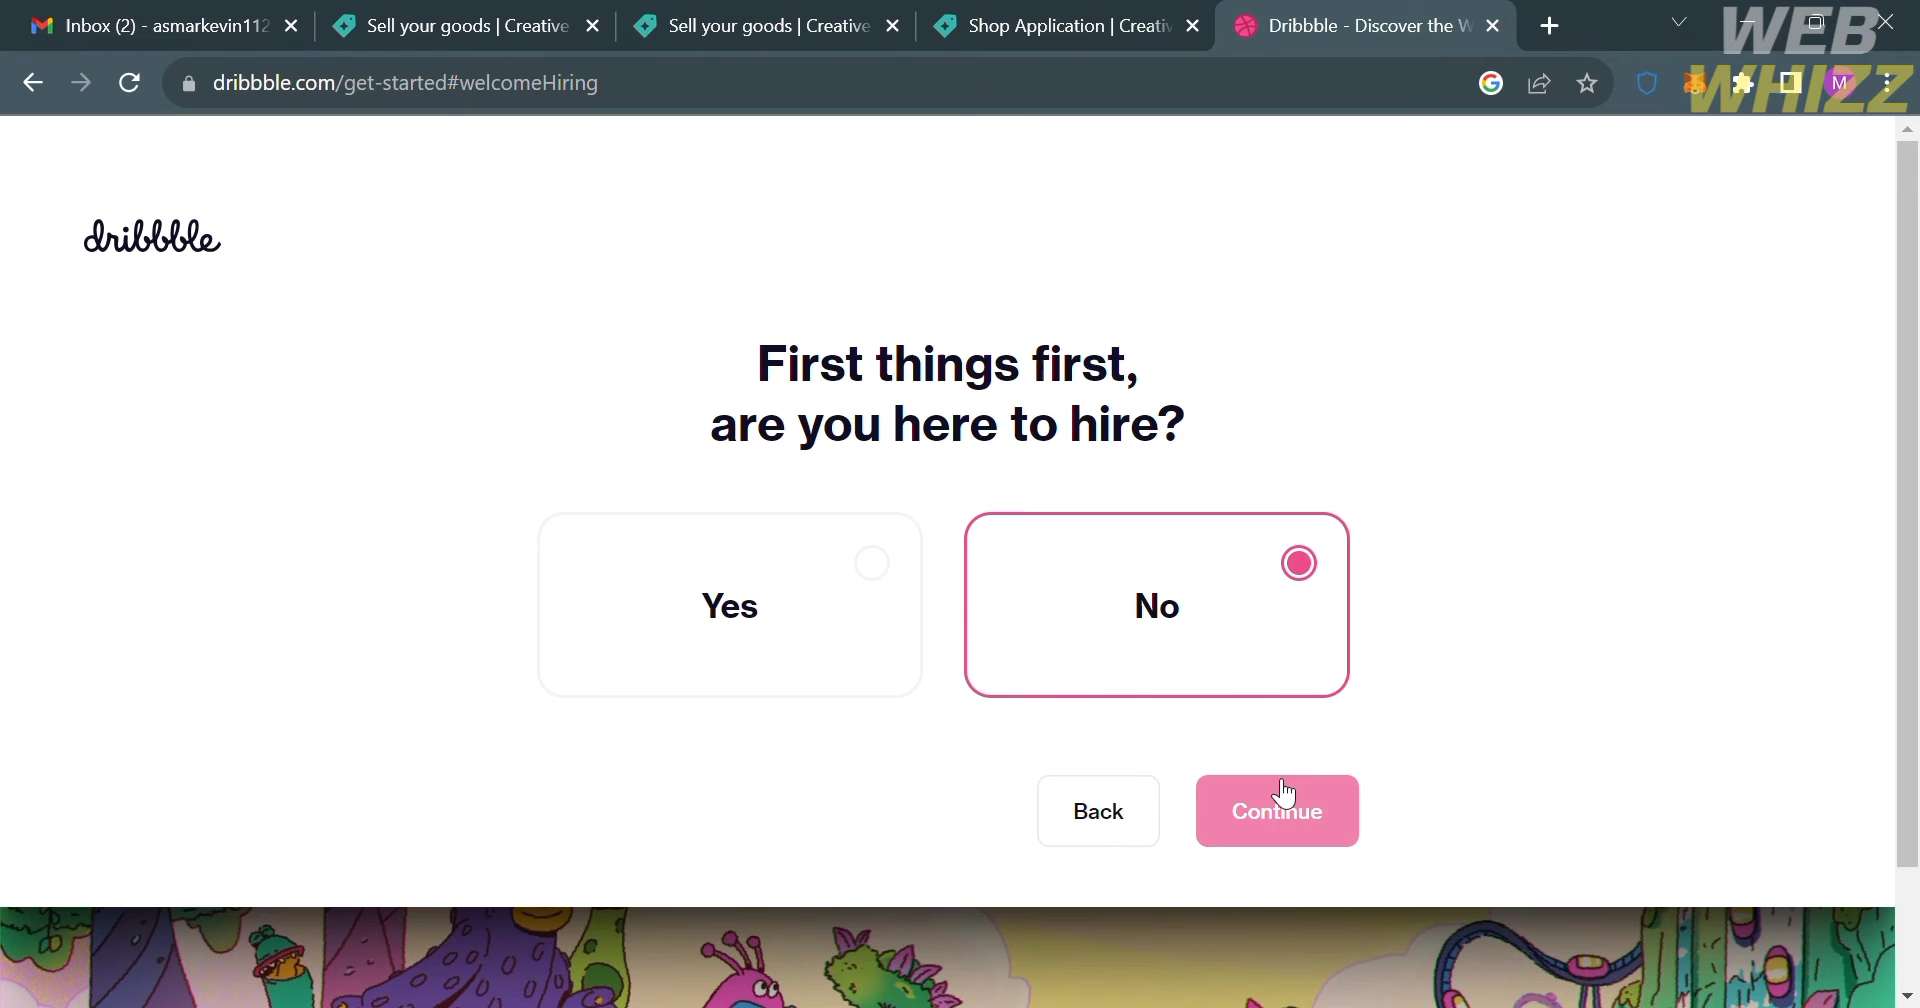 Inbox (2) - asmarkevin112
Sell your goods | Creative
Sell your goods | Creative
Shop Application | Creativ
Dribbble - Discover the W
WEB
WHIZZ
dribbble.com/get-started#welcomeHiring
M
dribbble
First things first,
are you here to hire?
Yes
No
Back
Continue